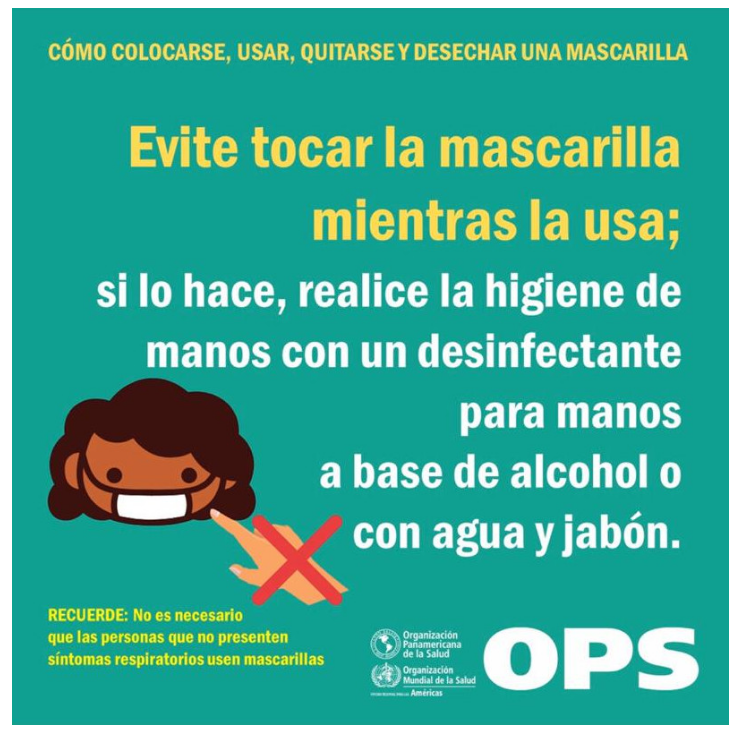 CÓMO COLOCARSE, USAR, QUITARSE Y DESECHAR UNA MASCARILLA
Evite tocar la mascarilla
mientras la usa;
si lo hace, realice la higiene de
manos con un desinfectante
para manos
a base de alcohol o
con agua y jabón.
RECUERDE: No es necesario
que las personas que no presenten
síntomas respiratorios usen mascarillas
Organización
Panamericana
de la Salud
Organización
Mundial de la Salud
Américas
OPS